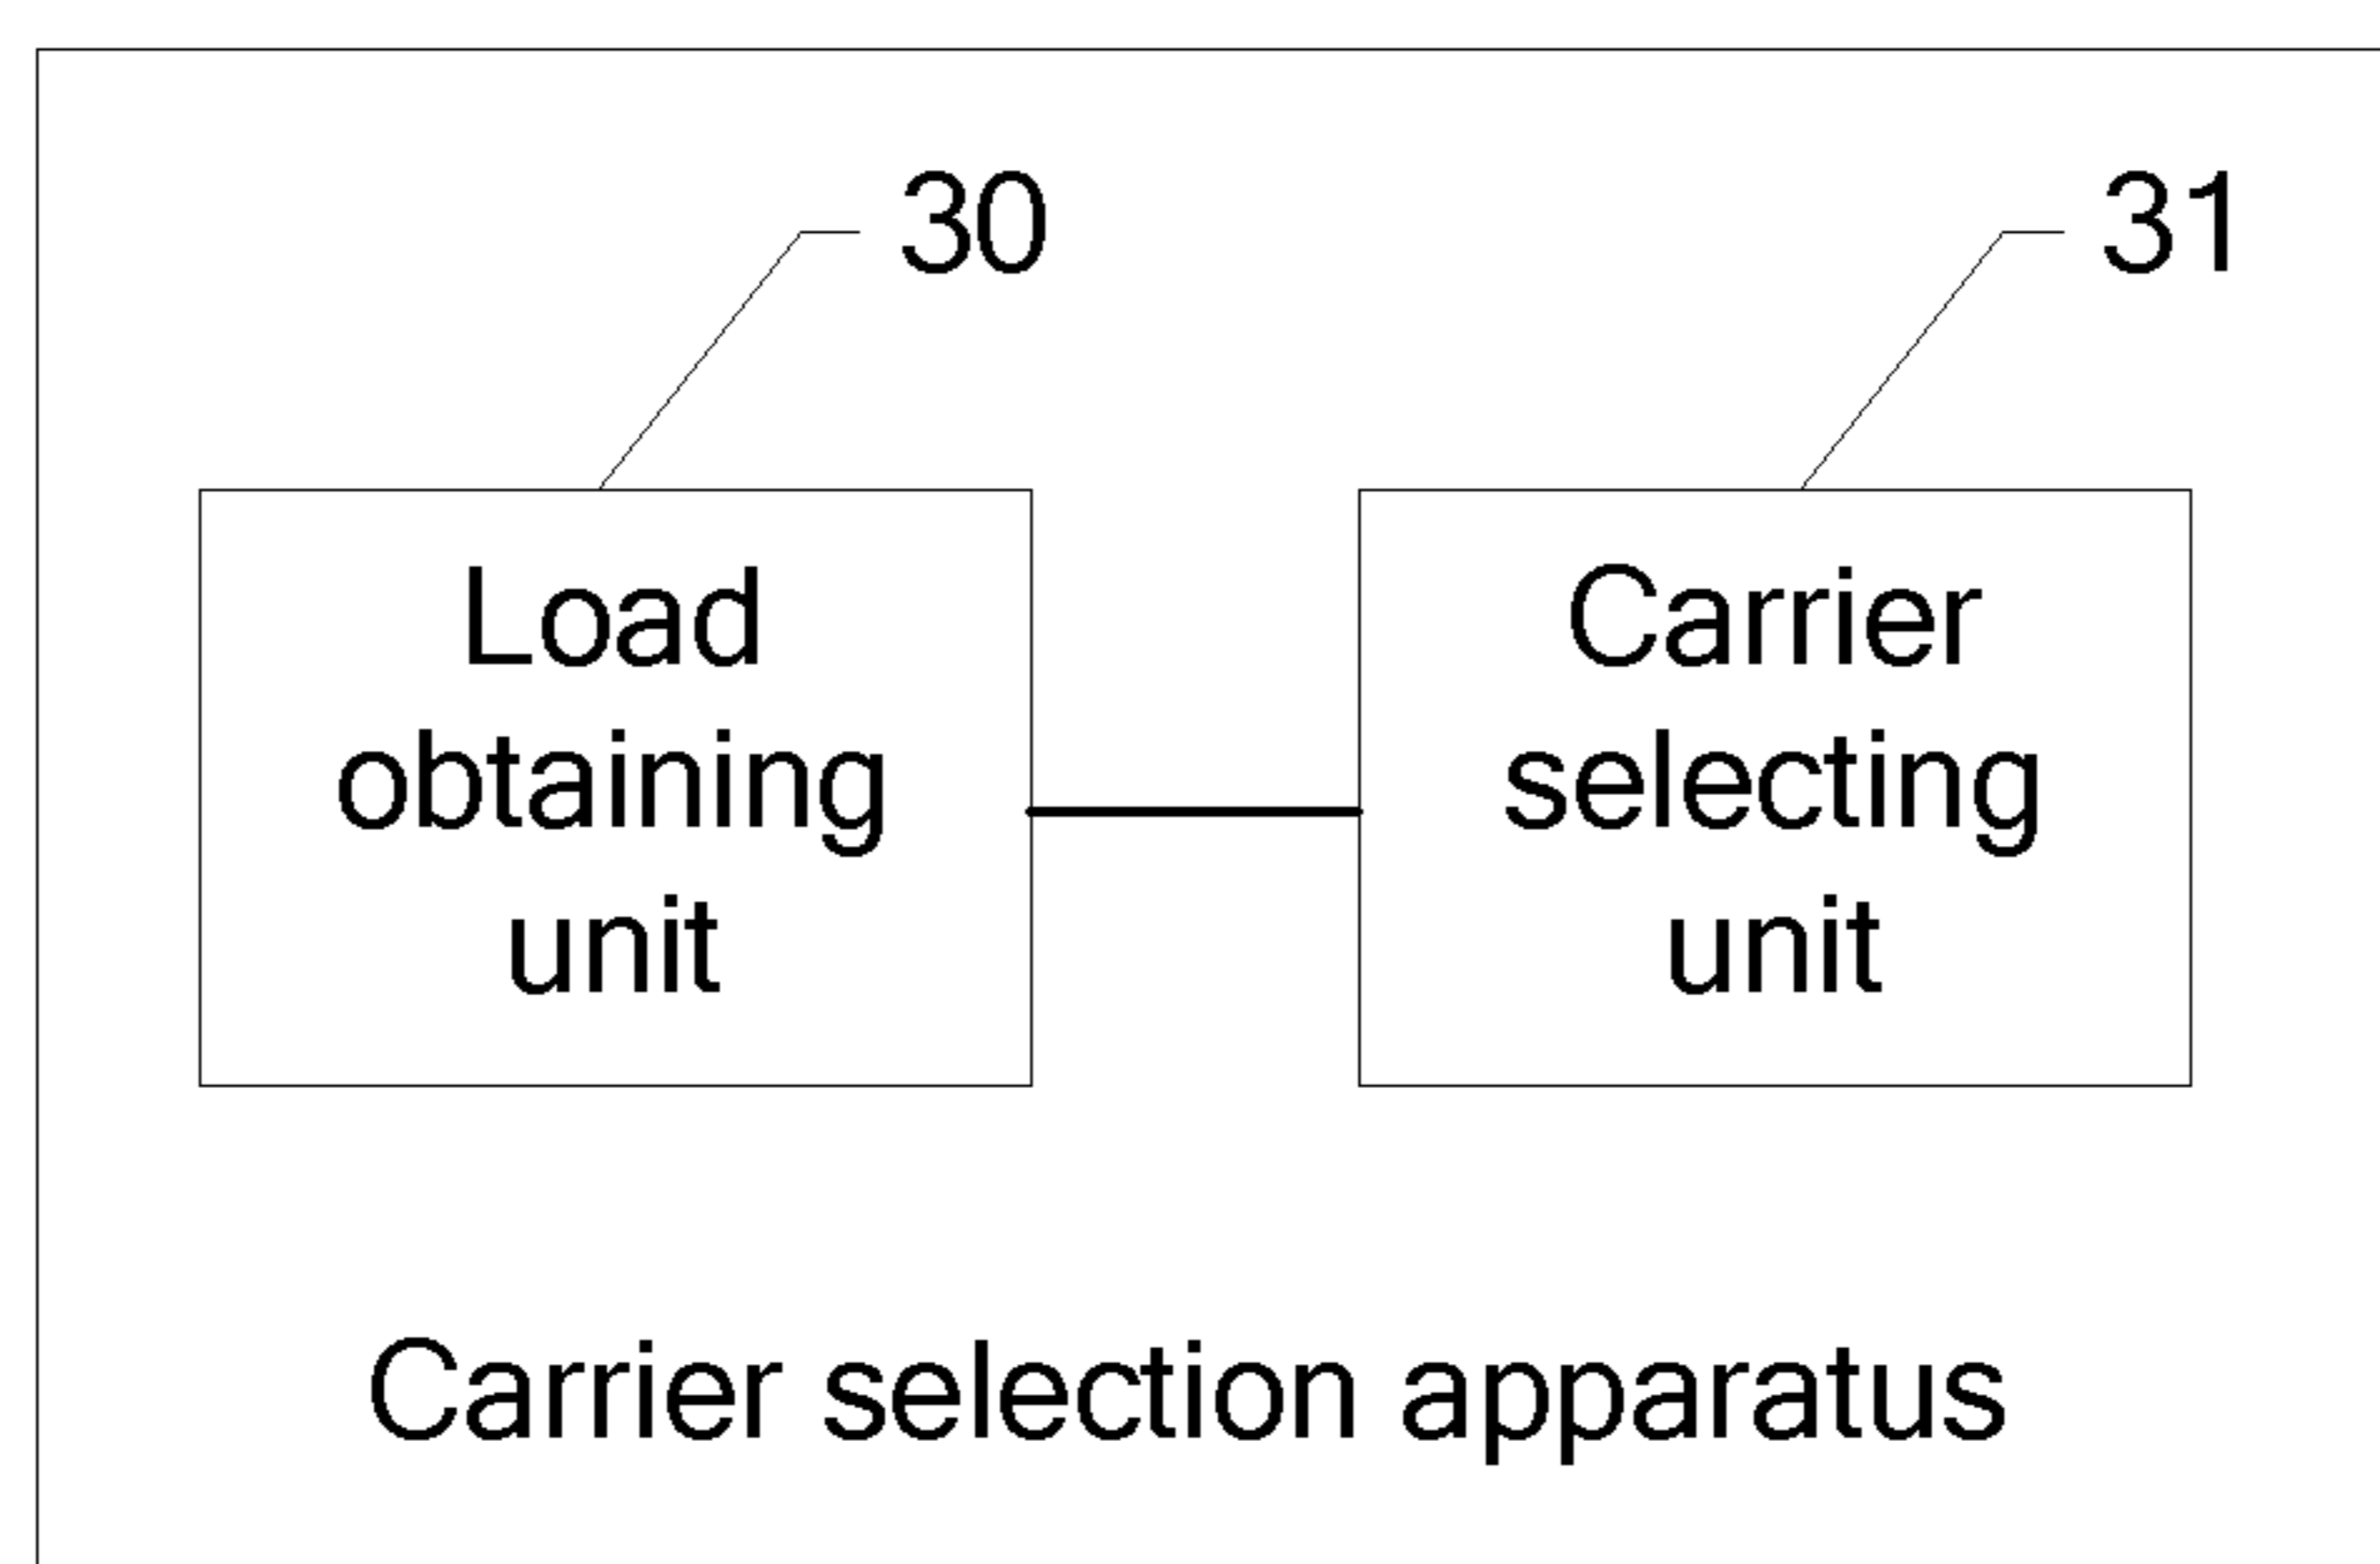 30
31
Load
obtaining
unit
Carrier
selecting
unit
Carrier selection apparatus